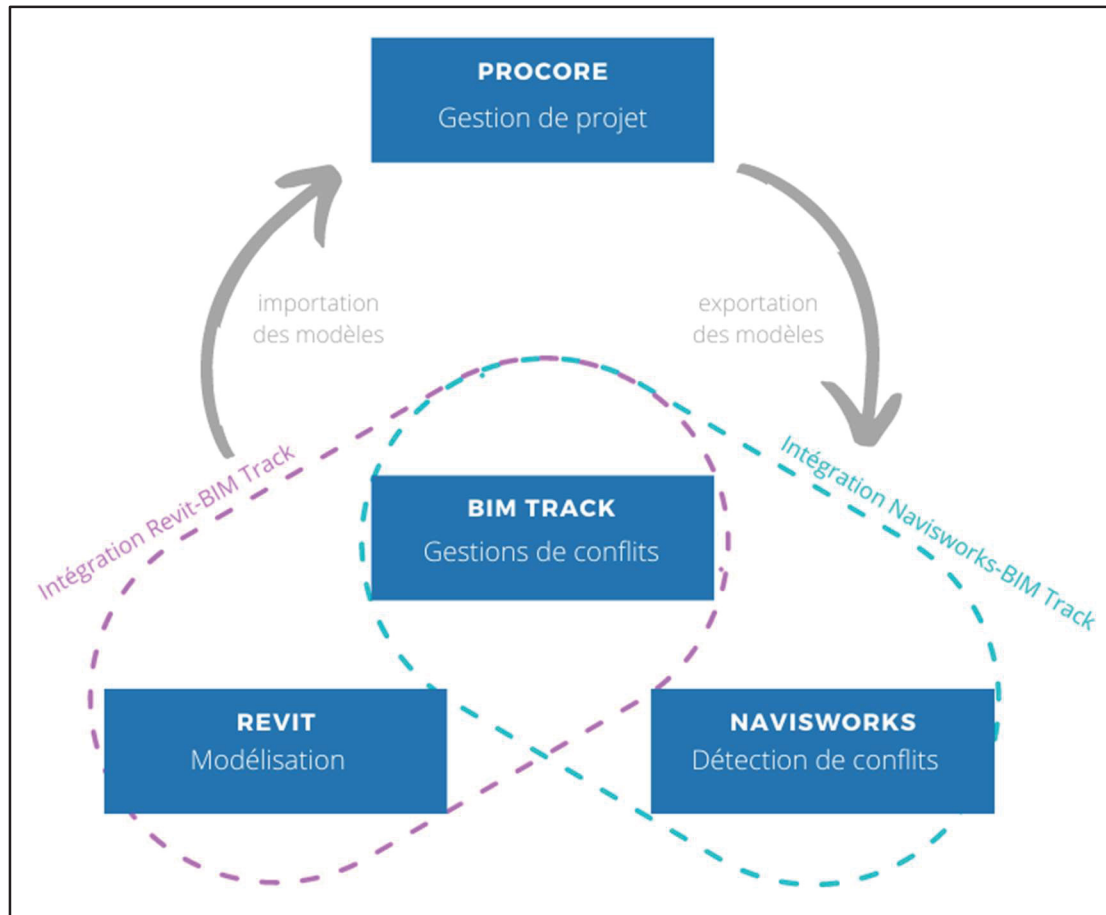 PROCORE
Gestion de projet
importation
des modèles
exportation
des modèles
Intégration Revit-BIM Track
Intégration Navisworks-BIM Track
BIM TRACK
Gestions de conflits
REVIT
Modélisation
NAVISWORKS
Détection de conflits